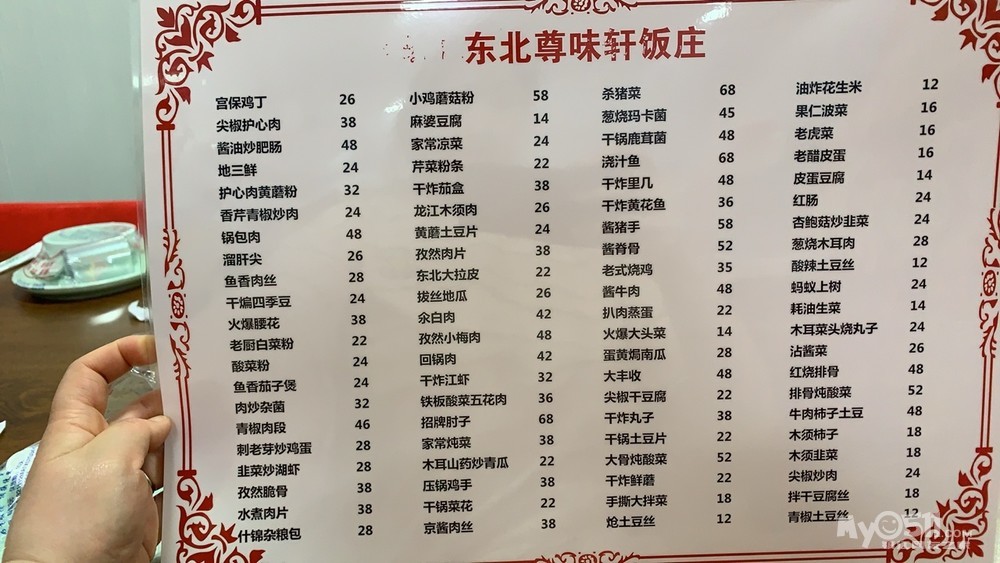 东北尊味轩饭庄
宫保鸡丁 26
尖椒护心肉 38
酱油炒肥肠 48
地三鲜 24
护心肉黄蘑粉 32
香芹青椒炒肉 24
锅包肉 48
溜肝尖 26
鱼香肉丝 28
干煸四季豆 24
火爆腰花 38
老厨白菜粉 22
酸菜粉 24
鱼香茄子煲 24
肉炒杂菌 32
青椒肉段 46
刺老芽炒鸡蛋 28
韭菜炒湖虾 28
孜然脆骨 38
水煮肉片 38
什锦杂粮包 28
小鸡蘑菇粉 58
麻婆豆腐 14
家常凉菜 24
芹菜粉条 22
干炸茄盒 38
龙江木须肉 26
黄蘑土豆片 24
孜然肉片 38
东北大拉皮 22
拔丝地瓜 26
汆白肉 42
孜然小梅肉 48
回锅肉 42
干炸江虾 32
铁板酸菜五花肉 36
招牌肘子 68
家常炖菜 38
木耳山药炒青瓜 22
压锅鸡手 38
干锅菜花 22
京酱肉丝 38
杀猪菜 68
葱烧玛卡菌 45
干锅鹿茸菌 48
浇汁鱼 68
干炸里几 48
干炸黄花鱼 36
酱猪手 58
酱脊骨 52
老式烧鸡 35
酱牛肉 48
扒肉蒸蛋 22
火爆大头菜 14
蛋黄焗南瓜 28
大丰收 48
尖椒干豆腐 22
干炸丸子 38
干锅土豆片 22
大骨炖酸菜 52
干炸鲜蘑 22
手撕大拌菜 18
炝土豆丝 12
油炸花生米 12
果仁波菜 16
老虎菜 16
老醋皮蛋 16
皮蛋豆腐 14
红肠 24
杏鲍菇炒韭菜 24
葱烧木耳肉 28
酸辣土豆丝 12
蚂蚁上树 24
耗油生菜 14
木耳菜头烧丸子 24
沾酱菜 26
红烧排骨 48
排骨炖酸菜 52
牛肉柿子土豆 48
木须柿子 18
木须韭菜 18
尖椒炒肉 24
拌干豆腐丝 18
青椒土豆丝 12